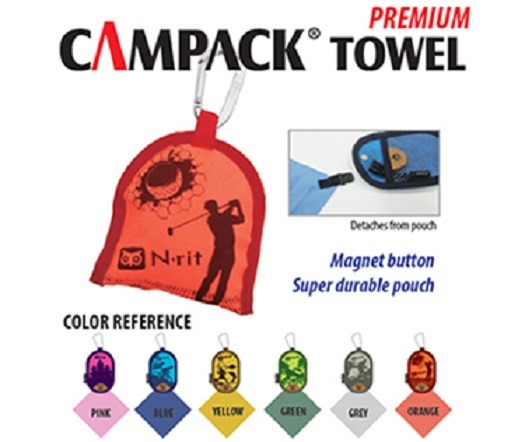 PREMIUM
CAMPACK® TOWEL
N·rit
Detaches from pouch
Magnet button
Super durable pouch
COLOR REFERENCE
PINK
BLUE
YELLOW
GREEN
GREY
ORANGE